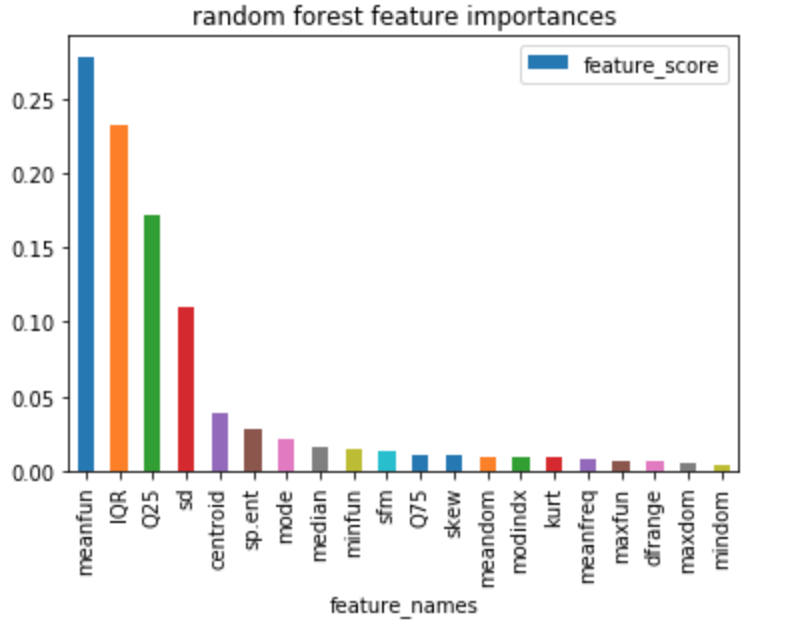 random forest feature importances
feature_score
0.25
0.20
0.15
0.10
0.05
0.00
meanfun
IQR
Q25
sd
centroid
sp.ent
mode
median
minfun
sfm
Q75
skew
meandom
modindx
kurt
meanfreq
maxfun
dfrange
maxdom
mindom
feature_names